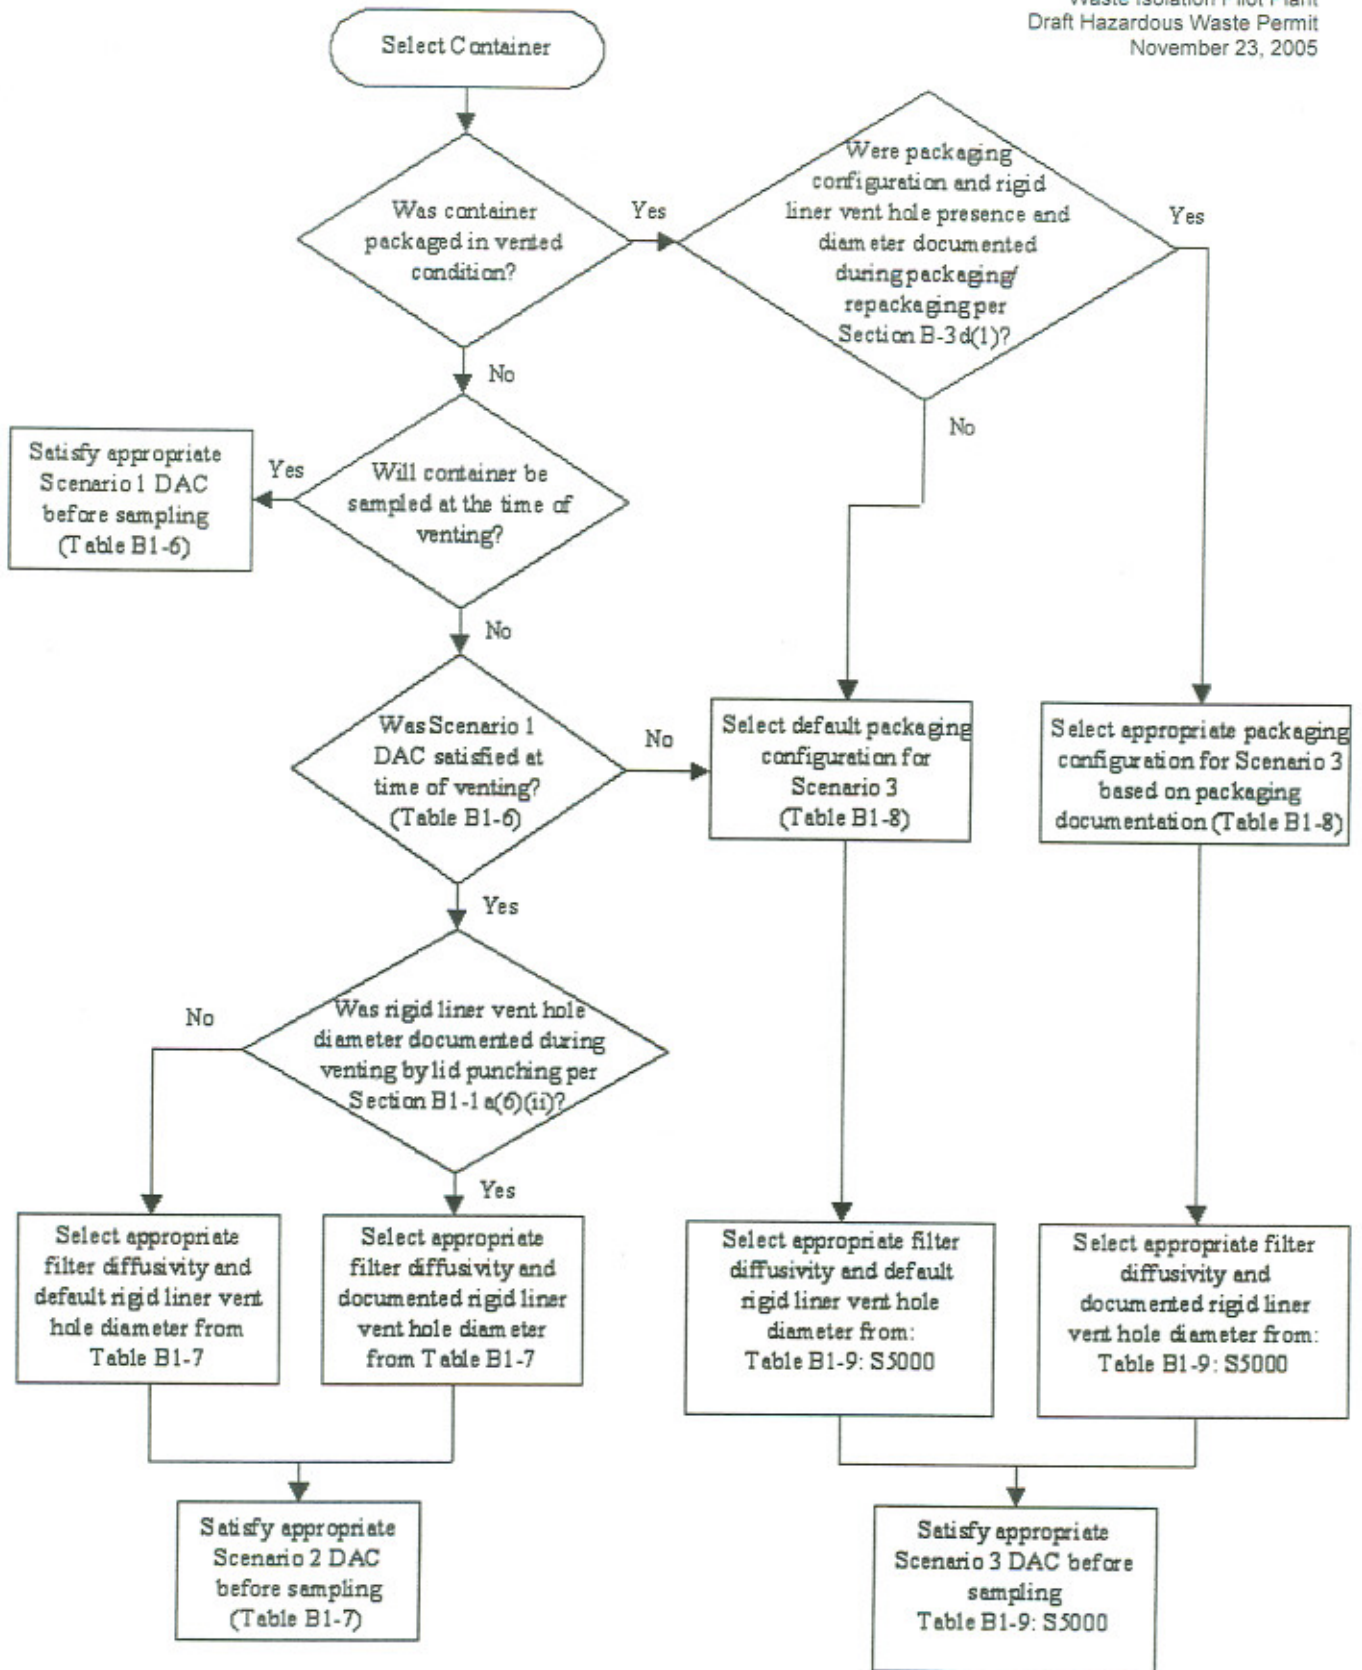 Waste Isolation Pilot Plant
Draft Hazardous Waste Permit
November 23, 2005
Select Container
Was container
packaged in vented
condition?
Yes
Were packaging
configuration and rigid
liner vent hole presence and
diameter documented
during packaging/
repackaging per
Section B-3d(1)?
Yes
No
No
Satisfy appropriate
Scenario 1 DAC
before sampling
(Table B1-6)
Yes
Will container be
sampled at the time of
venting?
No
Was Scenario 1
DAC satisfied at
time of venting?
(Table B1-6)
No
Select default packaging
configuration for
Scenario 3
(Table B1-8)
Select appropriate packaging
configuration for Scenario 3
based on packaging
documentation (Table B1-8)
Yes
No
Was rigid liner vent hole
diameter documented during
venting by lid punching per
Section B1-1a(6)(ii)?
Yes
Select appropriate
filter diffusivity and
default rigid liner vent
hole diameter from
Table B1-7
Select appropriate
filter diffusivity and
documented rigid liner
vent hole diameter
from Table B1-7
Select appropriate filter
diffusivity and default
rigid liner vent hole
diameter from:
Table B1-9: S5000
Select appropriate filter
diffusivity and
documented rigid liner
vent hole diameter from:
Table B1-9: S5000
Satisfy appropriate
Scenario 2 DAC
before sampling
(Table B1-7)
Satisfy appropriate
Scenario 3 DAC before
sampling
Table B1-9: S5000